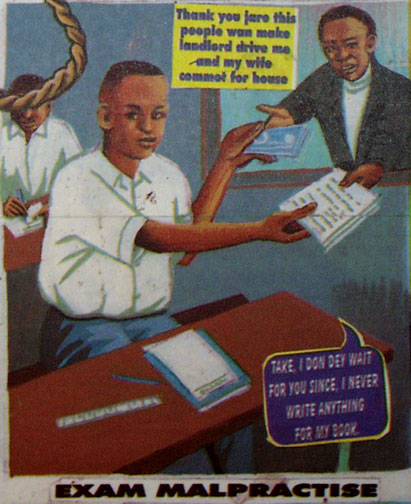 Thank you jare this
people wan make
landlord drive me
and my wife
commot for house
TAKE, I DON DEY WAIT
FOR YOU SINCE, I NEVER
WRITE ANYTHING
FOR MY BOOK.
EXAM MALPRACTISE